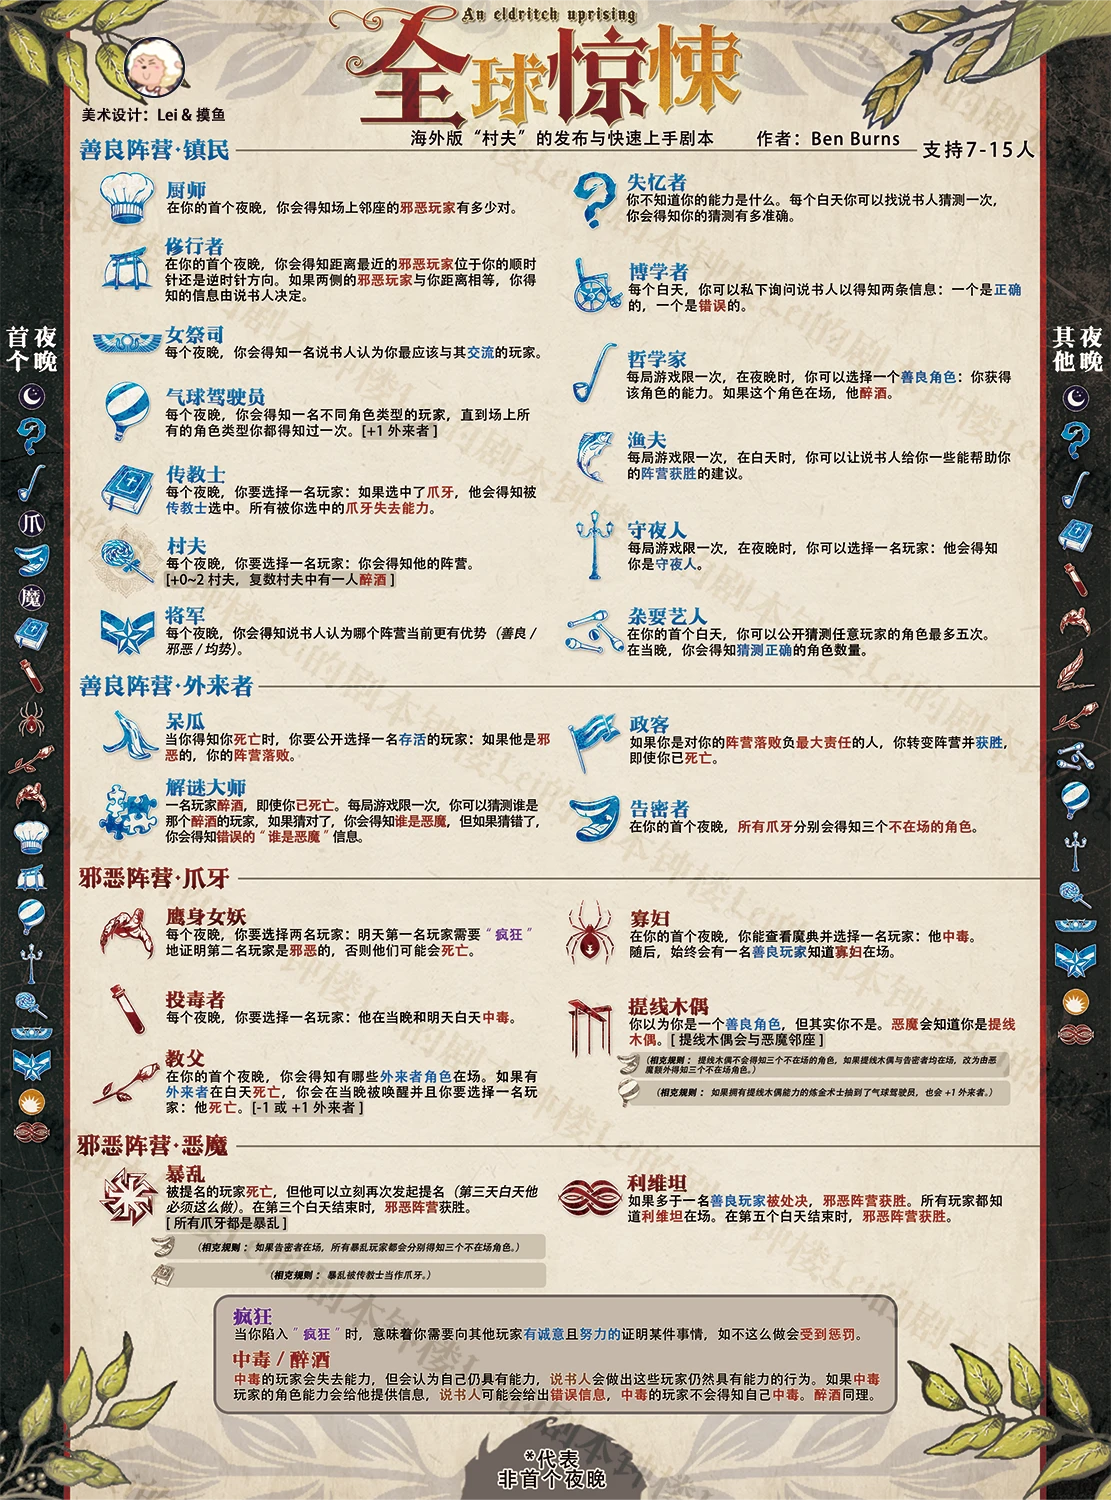 An eldritch uprising
全球惊悚
美术设计：Lei & 摸鱼
海外版“村夫”的发布与快速上手剧本
作者：Ben Burns
支持7-15人
善良阵营·镇民
厨师
在你的首个夜晚，你会得知场上邻座的邪恶玩家有多少对。
修行者
在你的首个夜晚，你会得知距离最近的邪恶玩家位于你的顺时
针还是逆时针方向。如果两侧的邪恶玩家与你距离相等，你得
知的信息由说书人决定。
女祭司
每个夜晚，你会得知一名说书人认为你最应该与其交流的玩家。
气球驾驶员
每个夜晚，你会得知一名不同角色类型的玩家，直到场上所
有的角色类型你都得知过一次。[+1 外来者 ]
传教士
每个夜晚，你要选择一名玩家：如果选中了爪牙，他会得知被
传教士选中。所有被你选中的爪牙失去能力。
村夫
每个夜晚，你要选择一名玩家：你会得知他的阵营。
[+0~2 村夫，复数村夫中有一人醉酒 ]
将军
每个夜晚，你会得知说书人认为哪个阵营当前更有优势（善良 /
邪恶 / 均势）。
失忆者
你不知道你的能力是什么。每个白天你可以找说书人猜测一次，
你会得知你的猜测有多准确。
博学者
每个白天，你可以私下询问说书人以得知两条信息：一个是正确
的，一个是错误的。
哲学家
每局游戏限一次，在夜晚时，你可以选择一个善良角色：你获得
该角色的能力。如果这个角色在场，他醉酒。
渔夫
每局游戏限一次，在白天时，你可以让说书人给你一些能帮助你
的阵营获胜的建议。
守夜人
每局游戏限一次，在夜晚时，你可以选择一名玩家：他会得知
你是守夜人。
杂耍艺人
在你的首个白天，你可以公开猜测任意玩家的角色最多五次。
在当晚，你会得知猜测正确的角色数量。
善良阵营·外来者
呆瓜
当你得知你死亡时，你要公开选择一名存活的玩家：如果他是邪
恶的，你的阵营落败。
解谜大师
一名玩家醉酒，即使你已死亡。每局游戏限一次，你可以猜测谁是
那个醉酒的玩家，如果猜对了，你会得知谁是恶魔，但如果猜错了，
你会得知错误的“谁是恶魔”信息。
政客
如果你是对你的阵营落败负最大责任的人，你转变阵营并获胜，
即使你已死亡。
告密者
在你的首个夜晚，所有爪牙分别会得知三个不在场的角色。
邪恶阵营·爪牙
鹰身女妖
每个夜晚，你要选择两名玩家：明天第一名玩家需要“疯狂”
地证明第二名玩家是邪恶的，否则他们可能会死亡。
投毒者
每个夜晚，你要选择一名玩家：他在当晚和明天白天中毒。
教父
在你的首个夜晚，你会得知有哪些外来者角色在场。如果有
外来者在白天死亡，你会在当晚被唤醒并且你要选择一名玩
家：他死亡。[-1 或 +1 外来者 ]
寡妇
在你的首个夜晚，你能查看魔典并选择一名玩家：他中毒。
随后，始终会有一名善良玩家知道寡妇在场。
提线木偶
你以为你是一个善良角色，但其实你不是。恶魔会知道你是提线
木偶。[ 提线木偶会与恶魔邻座 ]
（相克规则 ：提线木偶不会得知三个不在场的角色，如果提线木偶与告密者均在场，改为由恶
魔额外得知三个不在场角色。）
（相克规则 ：如果拥有提线木偶能力的炼金术士抽到了气球驾驶员，也会 +1 外来者。）
邪恶阵营·恶魔
暴乱
被提名的玩家死亡，但他可以立刻再次发起提名（第三天白天他
必须这么做）。在第三个白天结束时，邪恶阵营获胜。
[ 所有爪牙都是暴乱 ]
（相克规则 ：如果告密者在场，所有暴乱玩家都会分别得知三个不在场角色。）
（相克规则 ：暴乱被传教士当作爪牙。）
利维坦
如果多于一名善良玩家被处决，邪恶阵营获胜。所有玩家都知
道利维坦在场。在第五个白天结束时，邪恶阵营获胜。
疯狂
当你陷入“疯狂”时，意味着你需要向其他玩家有诚意且努力的证明某件事情，如不这么做会受到惩罚。
中毒 / 醉酒
中毒的玩家会失去能力，但会认为自己仍具有能力，说书人会做出这些玩家仍然具有能力的行为。如果中毒
玩家的角色能力会给他提供信息，说书人可能会给出错误信息，中毒的玩家不会得知自己中毒。醉酒同理。
*代表
非首个夜晚
首个夜晚
爪
魔
其他夜晚